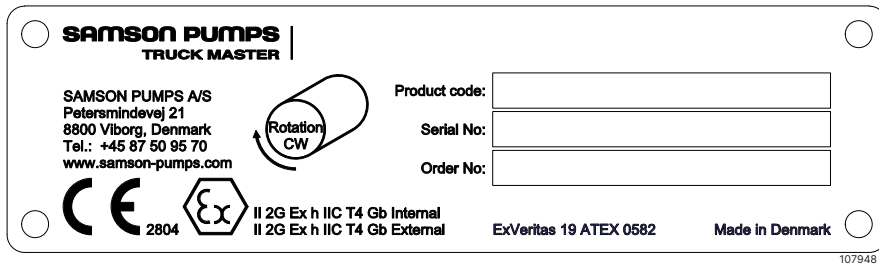 SAMSON PUMPS
TRUCK MASTER
SAMSON PUMPS A/S
Petersmindevej 21
8800 Viborg, Denmark
Tel.: +45 87 50 95 70
www.samson-pumps.com
Rotation
CW
Product code:
Serial No:
Order No:
CE 2804 Ex
II 2G Ex h IIC T4 Gb Internal
II 2G Ex h IIC T4 Gb External
ExVeritas 19 ATEX 0582
Made in Denmark
107948